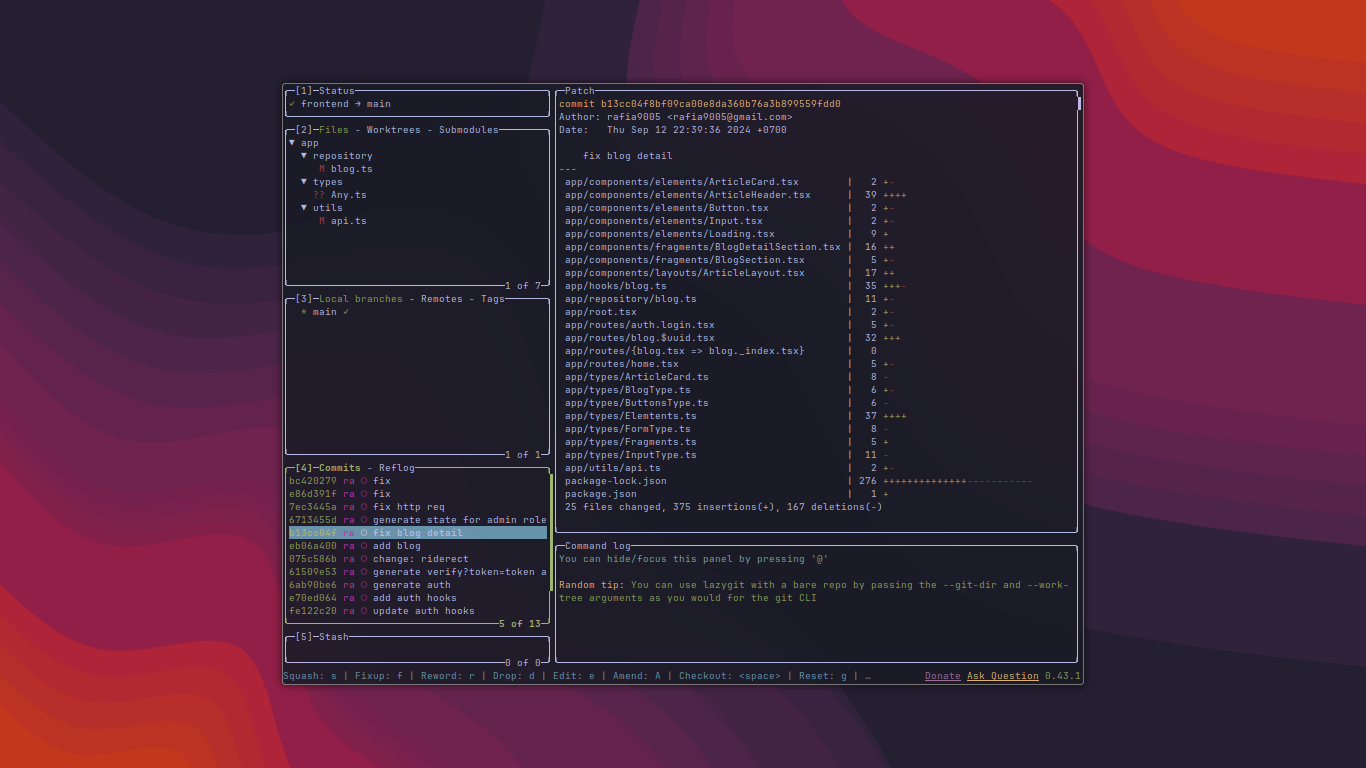 [1]─Status
✓ frontend → main
[2]─Files - Worktrees - Submodules
▼ app
▼ repository
M blog.ts
▼ types
?? Any.ts
▼ utils
M api.ts
1 of 7
[3]─Local branches - Remotes - Tags
* main ✓
1 of 1
[4]─Commits - Reflog
bc420279 ra ○ fix
e86d391f ra ○ fix
7ec3445a ra ○ fix http req
6713455d ra ○ generate state for admin role
b13cc04f ra ○ fix blog detail
eb06a400 ra ○ add blog
075c586b ra ○ change: riderect
61509e53 ra ○ generate verify?token=token a
6ab90be6 ra ○ generate auth
e70ed064 ra ○ add auth hooks
fe122c20 ra ○ update auth hooks
5 of 13
[5]─Stash
0 of 0
Patch
commit b13cc04f8bf09ca00e8da360b76a3b899559fdd0
Author: rafia9005 <rafia9005@gmail.com>
Date:   Thu Sep 12 22:39:36 2024 +0700
fix blog detail
---
app/components/elements/ArticleCard.tsx | 2 +-
app/components/elements/ArticleHeader.tsx | 39 ++++
app/components/elements/Button.tsx | 2 +-
app/components/elements/Input.tsx | 2 +-
app/components/elements/Loading.tsx | 9 +
app/components/fragments/BlogDetailSection.tsx | 16 ++
app/components/fragments/BlogSection.tsx | 5 +-
app/components/layouts/ArticleLayout.tsx | 17 ++
app/hooks/blog.ts | 35 +++-
app/repository/blog.ts | 11 +-
app/root.tsx | 2 +-
app/routes/auth.login.tsx | 5 +-
app/routes/blog.$uuid.tsx | 32 +++
app/routes/{blog.tsx => blog._index.tsx} | 0
app/routes/home.tsx | 5 +-
app/types/ArticleCard.ts | 8 -
app/types/BlogType.ts | 6 +-
app/types/ButtonsType.ts | 6 -
app/types/Elemtents.ts | 37 ++++
app/types/FormType.ts | 8 -
app/types/Fragments.ts | 5 +
app/types/InputType.ts | 11 -
app/utils/api.ts | 2 +-
package-lock.json | 276 ++++++++++++++-----------
package.json | 1 +
25 files changed, 375 insertions(+), 167 deletions(-)
Command log
You can hide/focus this panel by pressing '@'
Random tip: You can use lazygit with a bare repo by passing the --git-dir and --work-
tree arguments as you would for the git CLI
Squash: s | Fixup: f | Reword: r | Drop: d | Edit: e | Amend: A | Checkout: <space> | Reset: g | … Donate Ask Question 0.43.1